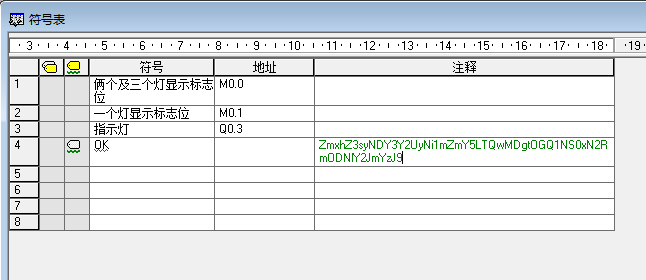 符号表
3 4 5 6 7 8 9 10 11 12 13 14 15 16 17 18 19
符号 地址 注释
1 俩个及三个灯显示标志位 M0.0
2 一个灯显示标志位 M0.1
3 指示灯 Q0.3
4 OK ZmxhZ3syNDY3Y2UyNi1mZmY5LTQwMDgtOGQ1NS0xN2R
mODNlY2JmYzJ9
5
6
7
8